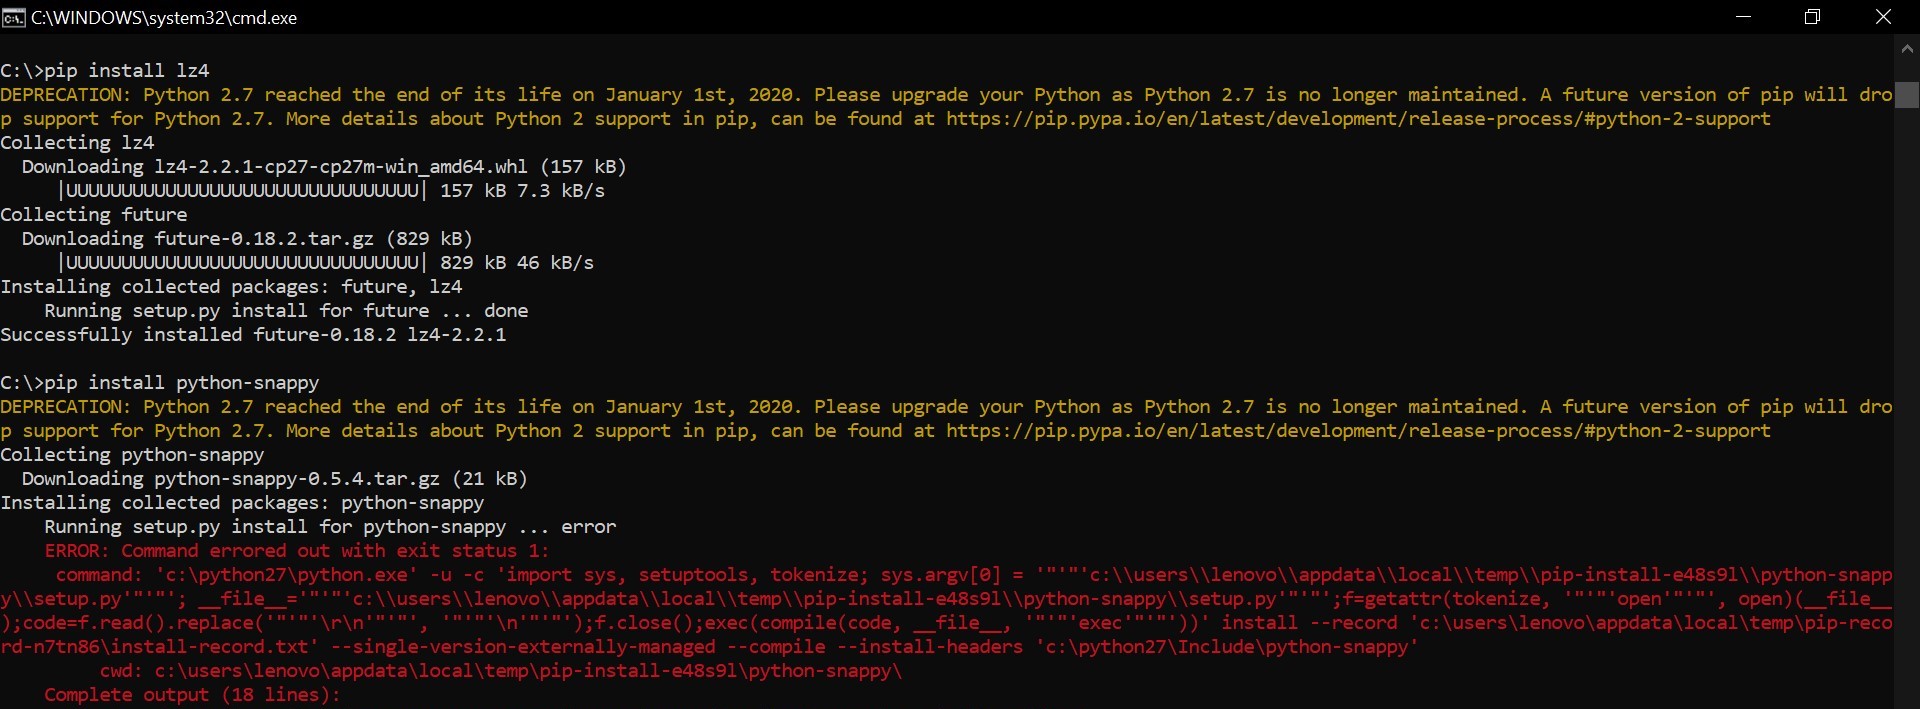 C:\WINDOWS\system32\cmd.exe
C:\>pip install lz4
DEPRECATION: Python 2.7 reached the end of its life on January 1st, 2020. Please upgrade your Python as Python 2.7 is no longer maintained. A future version of pip will dro
p support for Python 2.7. More details about Python 2 support in pip, can be found at https://pip.pypa.io/en/latest/development/release-process/#python-2-support
Collecting lz4
  Downloading lz4-2.2.1-cp27-cp27m-win_amd64.whl (157 kB)
     |UUUUUUUUUUUUUUUUUUUUUUUUUUUUUUUU| 157 kB 7.3 kB/s
Collecting future
  Downloading future-0.18.2.tar.gz (829 kB)
     |UUUUUUUUUUUUUUUUUUUUUUUUUUUUUUUU| 829 kB 46 kB/s
Installing collected packages: future, lz4
    Running setup.py install for future ... done
Successfully installed future-0.18.2 lz4-2.2.1
C:\>pip install python-snappy
DEPRECATION: Python 2.7 reached the end of its life on January 1st, 2020. Please upgrade your Python as Python 2.7 is no longer maintained. A future version of pip will dro
p support for Python 2.7. More details about Python 2 support in pip, can be found at https://pip.pypa.io/en/latest/development/release-process/#python-2-support
Collecting python-snappy
  Downloading python-snappy-0.5.4.tar.gz (21 kB)
Installing collected packages: python-snappy
    Running setup.py install for python-snappy ... error
    ERROR: Command errored out with exit status 1:
     command: 'c:\python27\python.exe' -u -c 'import sys, setuptools, tokenize; sys.argv[0] = '"'"'c:\\users\\lenovo\\appdata\\local\\temp\\pip-install-e48s9l\\python-snapp
y\\setup.py'"'"'; __file__='"'"'c:\\users\\lenovo\\appdata\\local\\temp\\pip-install-e48s9l\\python-snappy\\setup.py'"'"';f=getattr(tokenize, '"'"'open'"'"', open)(__file__
);code=f.read().replace('"'"'\r\n'"'"', '"'"'\n'"'"');f.close();exec(compile(code, __file__, '"'"'exec'"'"'))' install --record 'c:\users\lenovo\appdata\local\temp\pip-reco
rd-n7tn86\install-record.txt' --single-version-externally-managed --compile --install-headers 'c:\python27\Include\python-snappy'
         cwd: c:\users\lenovo\appdata\local\temp\pip-install-e48s9l\python-snappy\
    Complete output (18 lines):